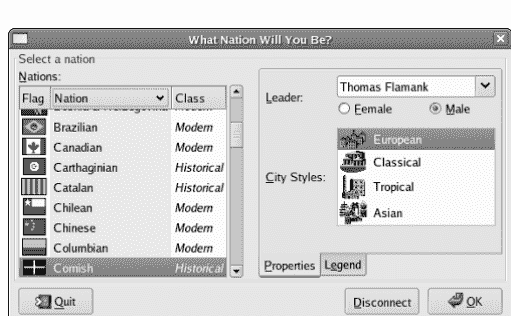 What Nation Will You Be?
Select a nation
Nations:
Flag Nation Class
Modern
Brazilian Modern
Canadian Modern
Carthaginian Historical
Catalan Historical
Chilean Modern
Chinese Modern
Columbian Modern
Cornish Historical
Leader:
Thomas Flamank
Female Male
City Styles:
European
Classical
Tropical
Asian
Properties Legend
Quit Disconnect OK